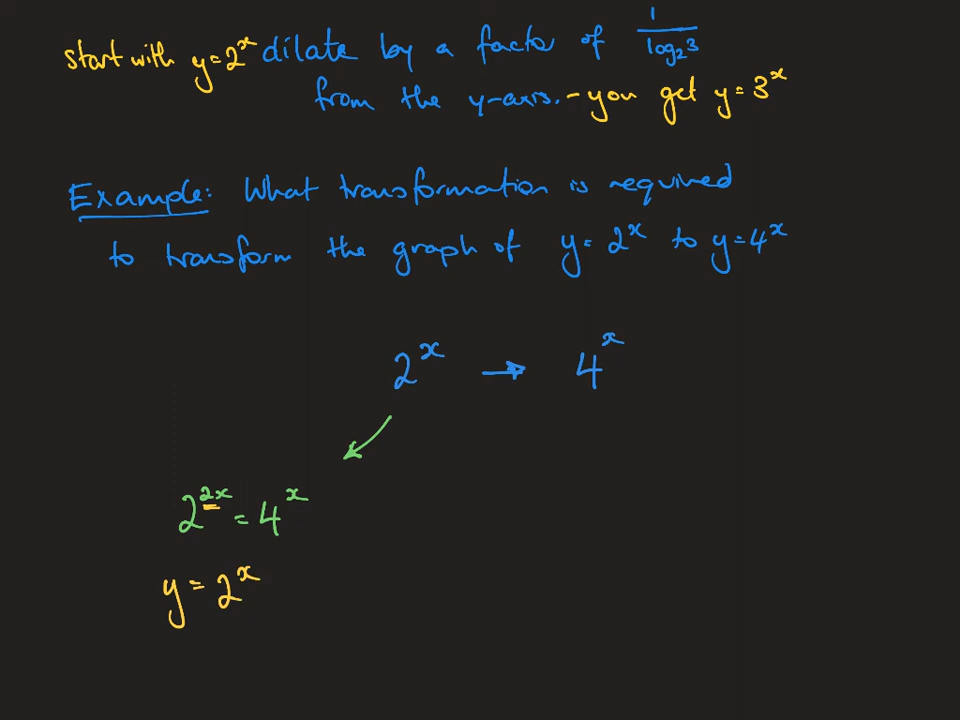 start with y=2^x dilate by a factor of 1/log₂3
from the y-axis. - you get y=3^x
Example: What transformation is required
to transform the graph of y=2^x to y=4^x
2^x → 4^x
2^2x = 4^x
y = 2^x